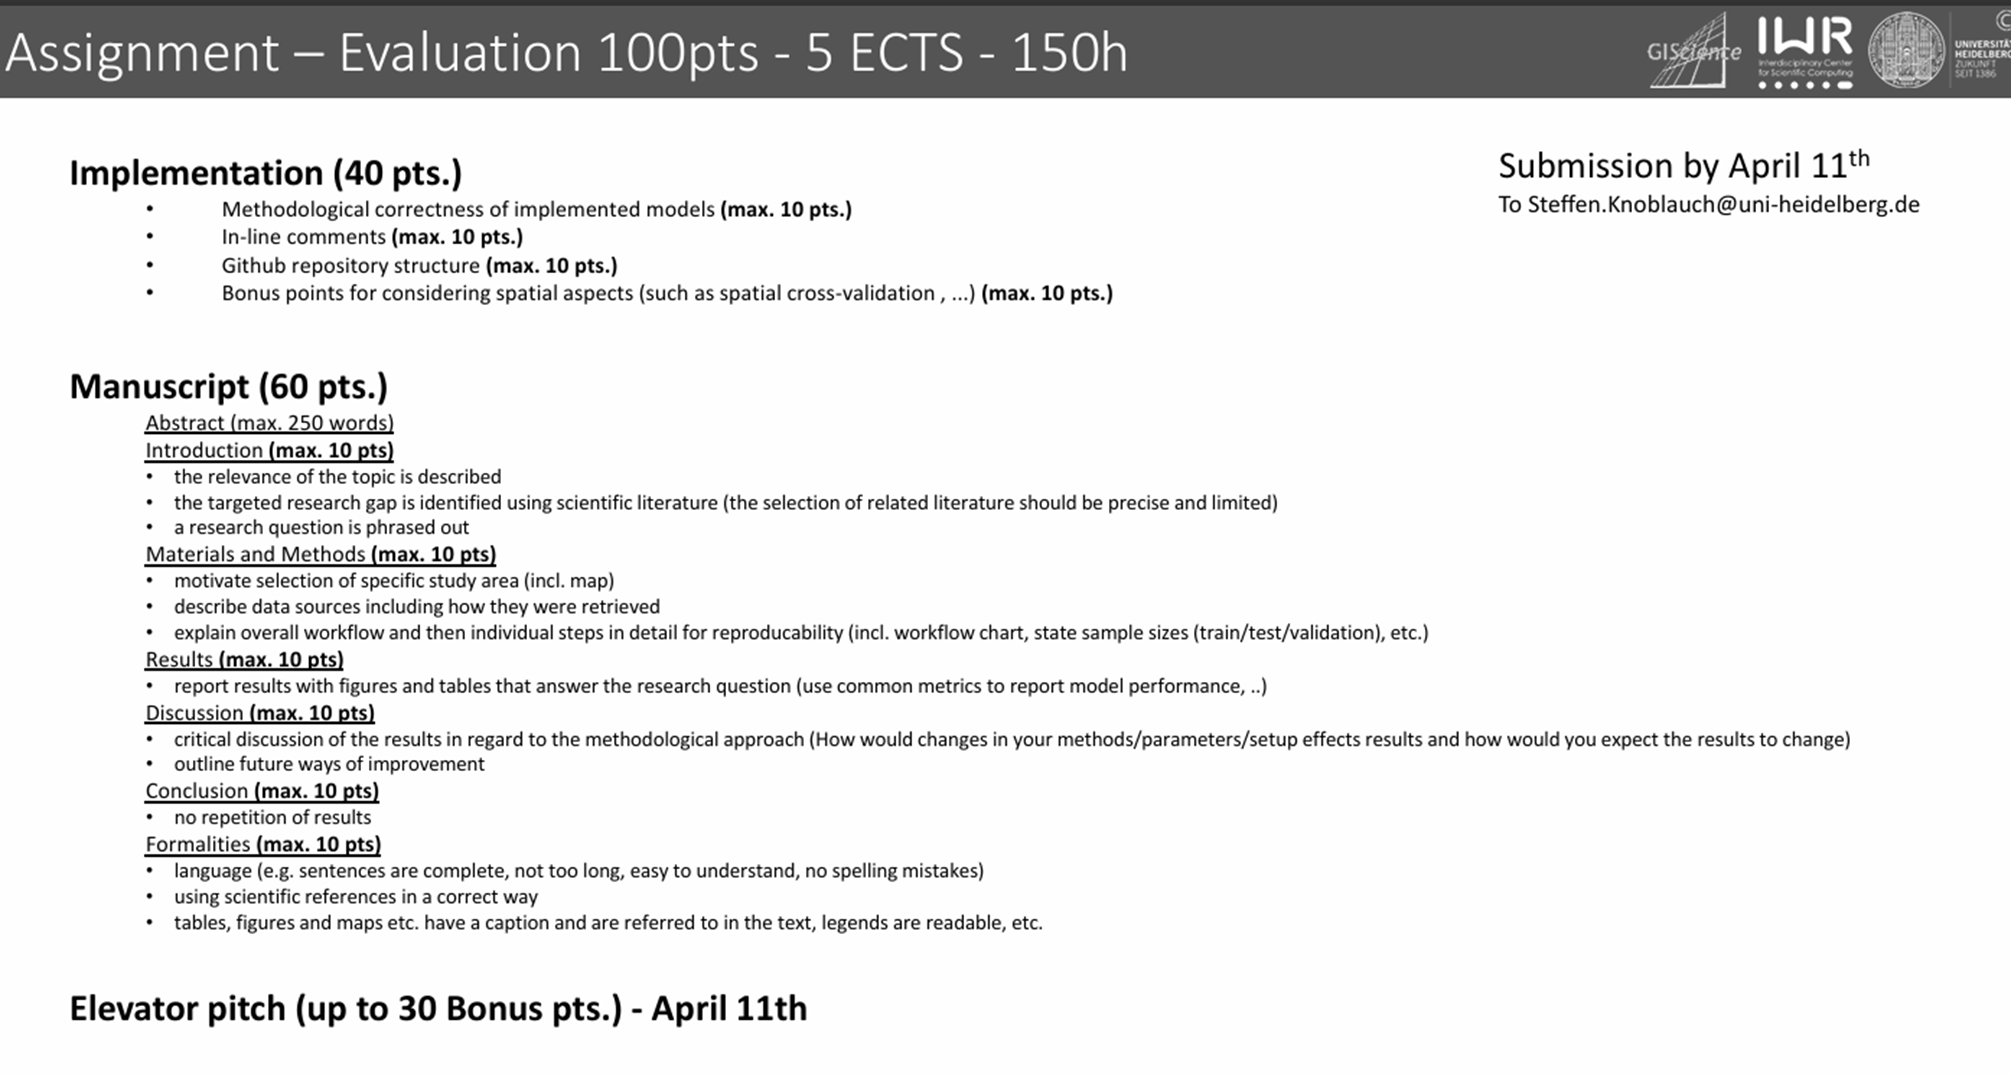 Assignment – Evaluation 100pts - 5 ECTS - 150h
GIScience
IWR
Interdisciplinary Center
for Scientific Computing
UNIVERSITÄ
HEIDELBERG
ZUKUNFT
SEIT 1386
Submission by April 11th
To Steffen.Knoblauch@uni-heidelberg.de
Implementation (40 pts.)
• Methodological correctness of implemented models (max. 10 pts.)
• In-line comments (max. 10 pts.)
• Github repository structure (max. 10 pts.)
• Bonus points for considering spatial aspects (such as spatial cross-validation , ...) (max. 10 pts.)
Manuscript (60 pts.)
Abstract (max. 250 words)
Introduction (max. 10 pts)
• the relevance of the topic is described
• the targeted research gap is identified using scientific literature (the selection of related literature should be precise and limited)
• a research question is phrased out
Materials and Methods (max. 10 pts)
• motivate selection of specific study area (incl. map)
• describe data sources including how they were retrieved
• explain overall workflow and then individual steps in detail for reproducability (incl. workflow chart, state sample sizes (train/test/validation), etc.)
Results (max. 10 pts)
• report results with figures and tables that answer the research question (use common metrics to report model performance, ..)
Discussion (max. 10 pts)
• critical discussion of the results in regard to the methodological approach (How would changes in your methods/parameters/setup effects results and how would you expect the results to change)
• outline future ways of improvement
Conclusion (max. 10 pts)
• no repetition of results
Formalities (max. 10 pts)
• language (e.g. sentences are complete, not too long, easy to understand, no spelling mistakes)
• using scientific references in a correct way
• tables, figures and maps etc. have a caption and are referred to in the text, legends are readable, etc.
Elevator pitch (up to 30 Bonus pts.) - April 11th